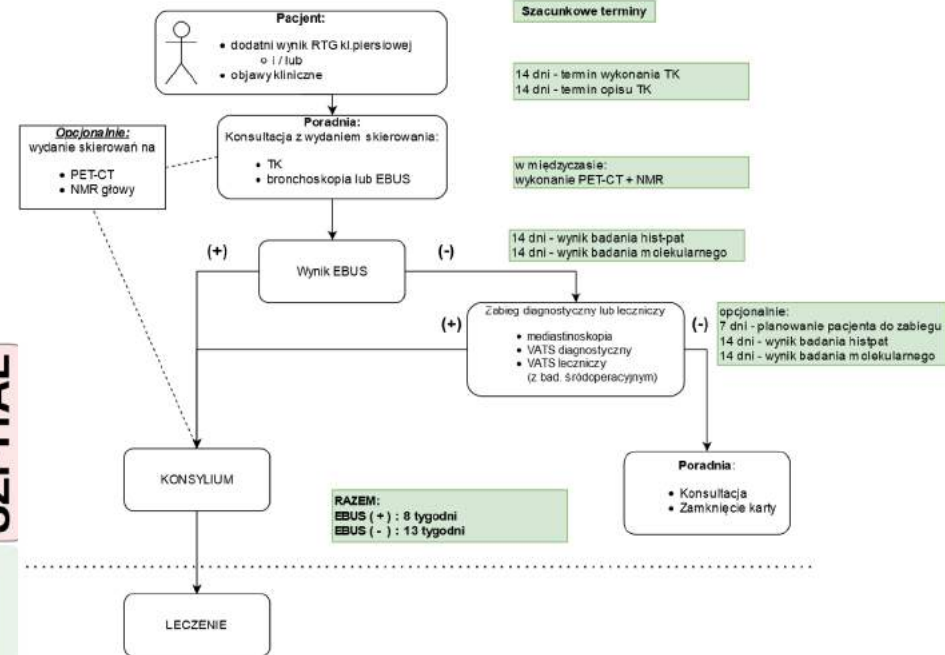 Szacunkowe terminy
Pacjent:
• dodatni wynik RTG kl.piersiowej
o i / lub
• objawy kliniczne
14 dni - termin wykonania TK
14 dni - termin opisu TK
Poradnia:
Konsultacja z wydaniem skierowania:
• TK
• bronchoskopia lub EBUS
Opcjonalnie:
wydanie skierowań na
• PET-CT
• NMR głowy
w międzyczasie:
wykonanie PET-CT + NMR
14 dni - wynik badania hist-pat
14 dni - wynik badania molekularnego
(+)
Wynik EBUS
(-)
(+)
Zabieg diagnostyczny lub leczniczy
• mediastinoskopia
• VATS diagnostyczny
• VATS leczniczy
(z bad. śródoperacyjnym)
(-)
opcjonalnie:
7 dni - planowanie pacjenta do zabiegu
14 dni - wynik badania histpat
14 dni - wynik badania molekularnego
KONSYLIUM
Poradnia:
• Konsultacja
• Zamknięcie karty
RAZEM:
EBUS ( + ) : 8 tygodni
EBUS ( - ) : 13 tygodni
LECZENIE